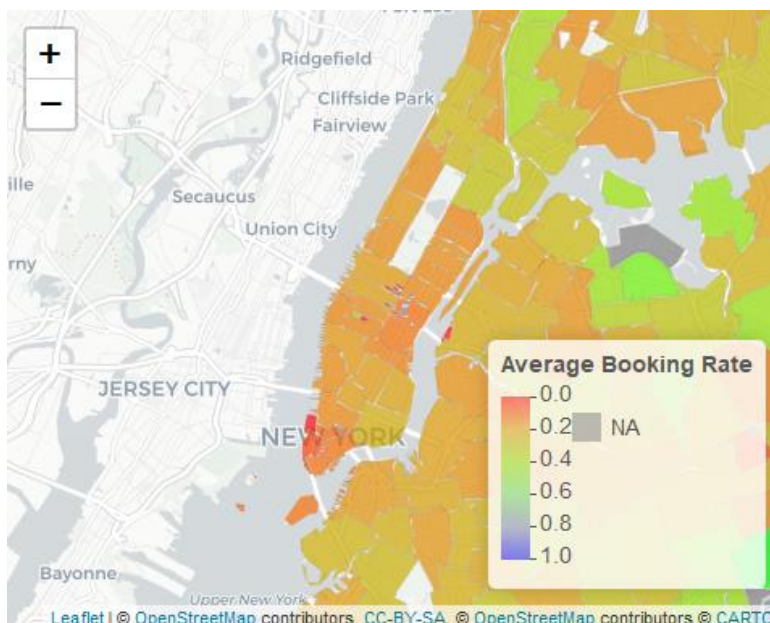 +
−
Ridgefield
Cliffside Park
Fairview
ille
Secaucus
Union City
rny
JERSEY CITY
NEW YORK
Bayonne
Upper New York
Average Booking Rate
0.0
0.2
NA
0.4
0.6
0.8
1.0
Leaflet | © OpenStreetMap contributors, CC-BY-SA, © OpenStreetMap contributors © CARTO